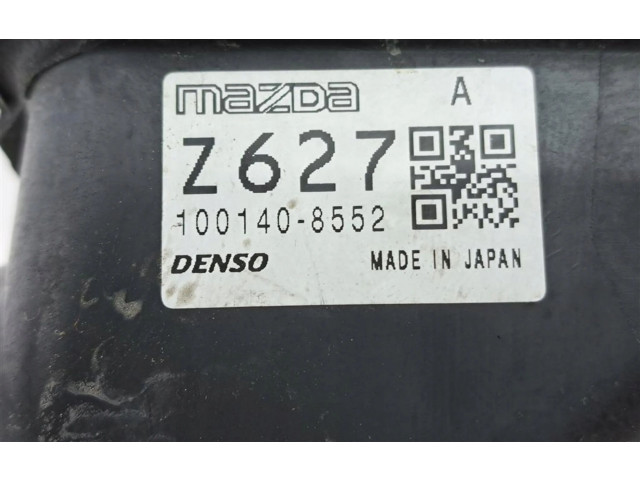 mazda A
Z627
100140-8552
DENSO MADE IN JAPAN